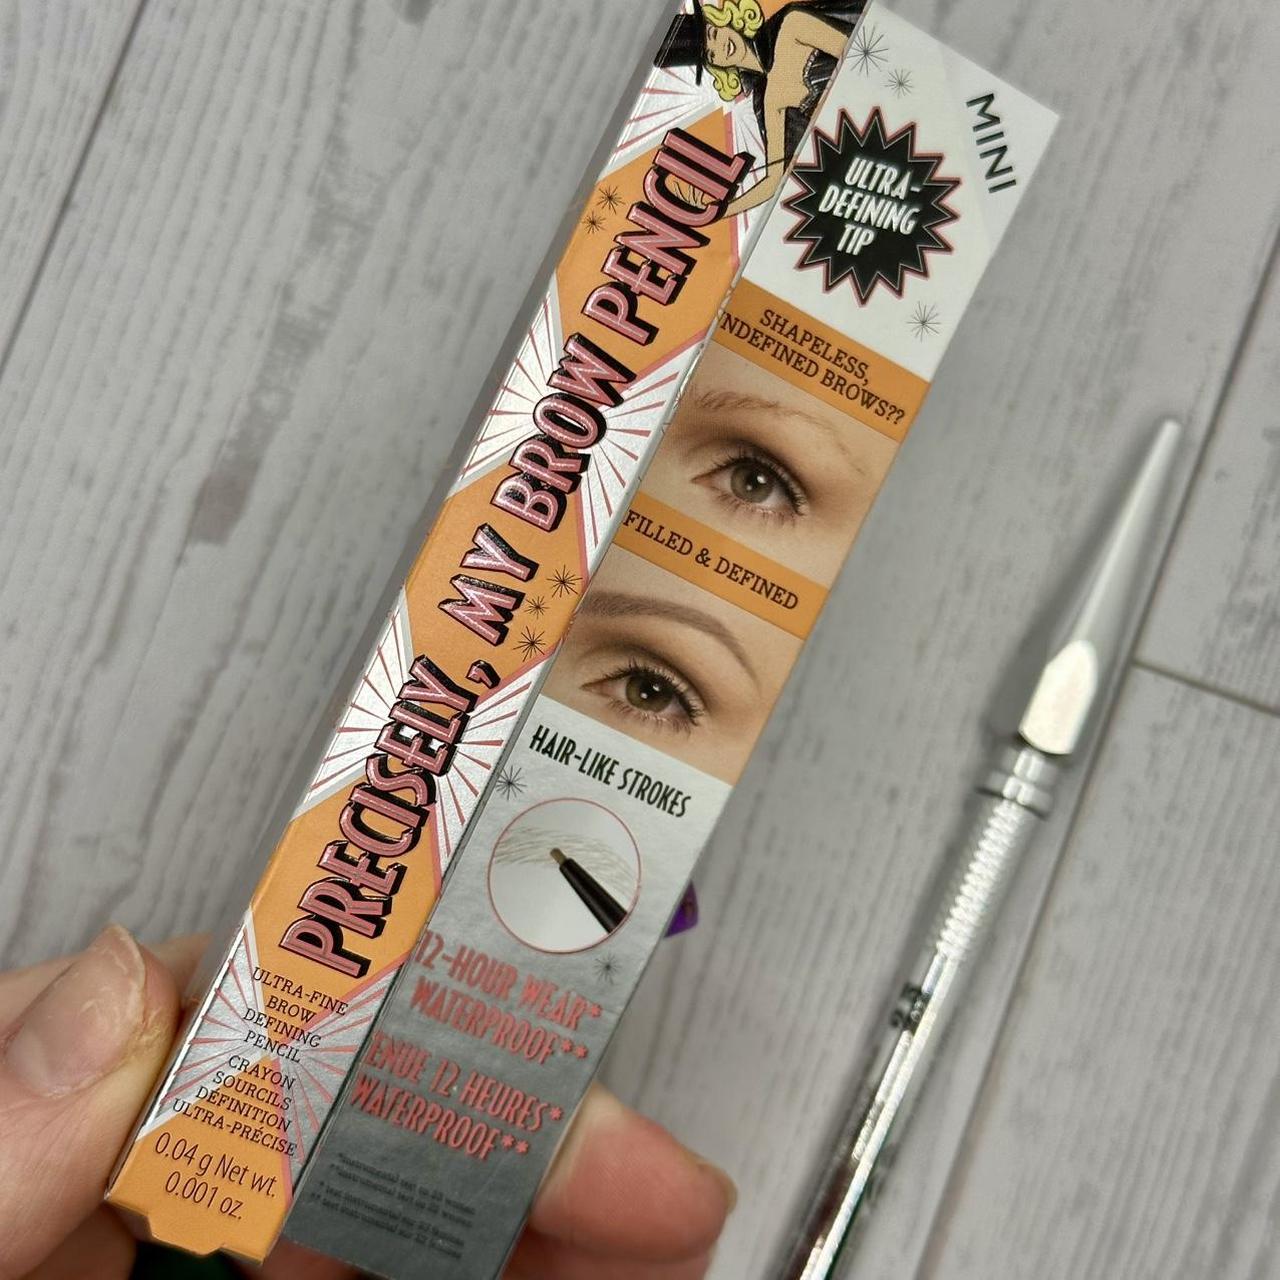 PRECISELY, MY BROW PENCIL
ULTRA-FINE
BROW
DEFINING
PENCIL
CRAYON
SOURCILS
DÉFINITION
ULTRA-PRÉCISE
0.04 g Net wt.
0.001 oz.
MINI
ULTRA-
DEFINING
TIP
SHAPELESS,
UNDEFINED BROWS??
FILLED & DEFINED
HAIR-LIKE STROKES
12-HOUR WEAR*
WATERPROOF**
TENUE 12 HEURES*
WATERPROOF**